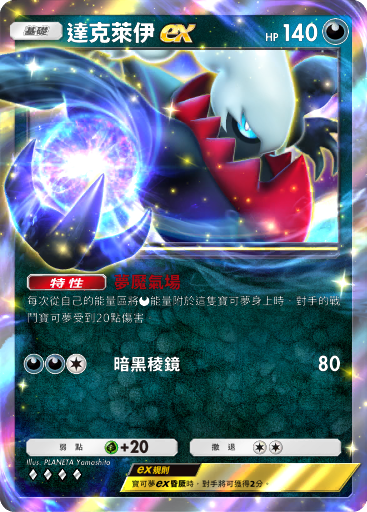 基礎 達克萊伊 ex HP 140
特性 夢魘氣場
每次從自己的能量區將能量附於這隻寶可夢身上時 對手的戰
鬥寶可夢受到20點傷害
暗黑稜鏡 80
弱點 +20 撤退
Illus. PLANETA Yamashita
ex規則
寶可夢ex昏厥時,對手將可獲得2分。